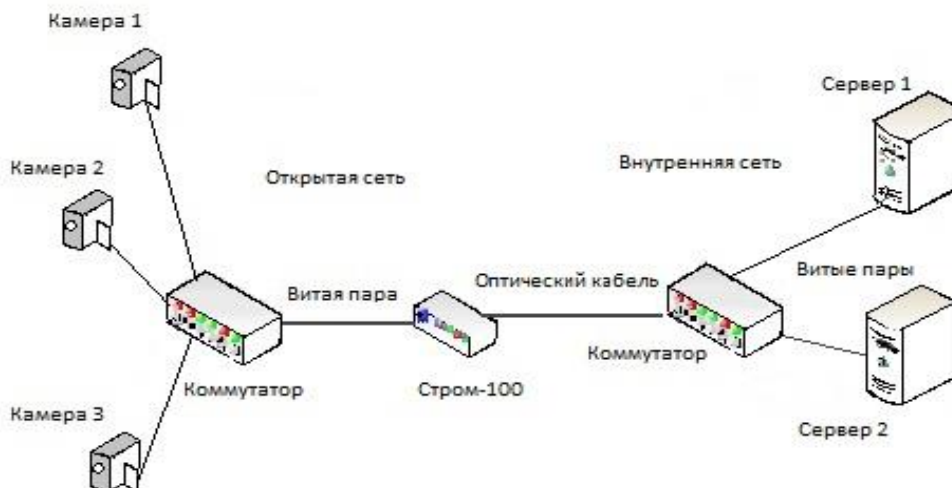 Камера 1
Сервер 1
Камера 2
Открытая сеть
Внутренняя сеть
Витая пара
Оптический кабель
Витые пары
Коммутатор
Стром-100
Коммутатор
Камера 3
Сервер 2